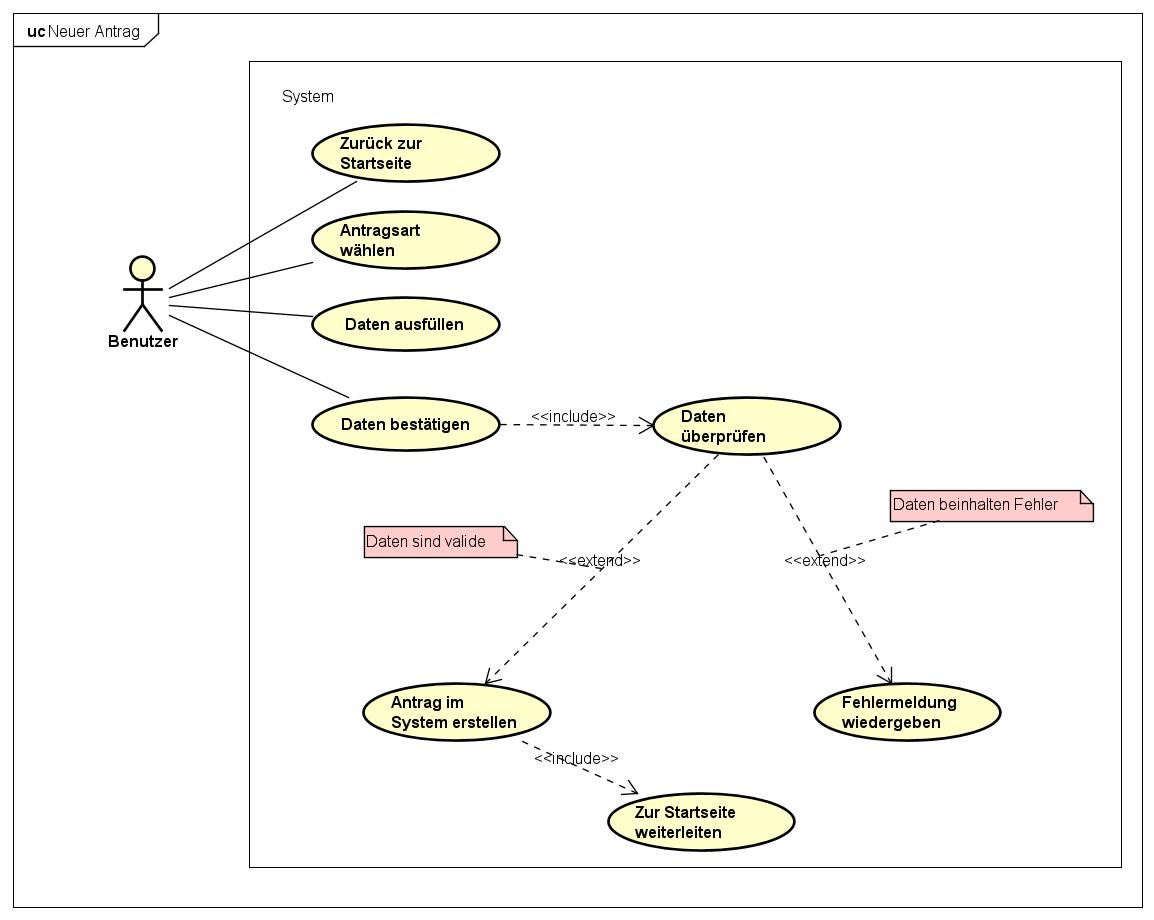 uc Neuer Antrag
System
Zurück zur
Startseite
Antragsart
wählen
Benutzer
Daten ausfüllen
Daten bestätigen
<<include>>
Daten
überprüfen
Daten beinhalten Fehler
Daten sind valide
<<extend>>
<<extend>>
Antrag im
System erstellen
Fehlermeldung
wiedergeben
<<include>>
Zur Startseite
weiterleiten